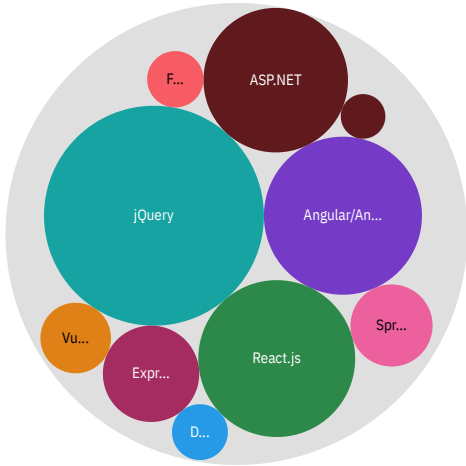 F...
ASP.NET
jQuery
Angular/An...
Vu...
Expr...
React.js
Spr...
D...